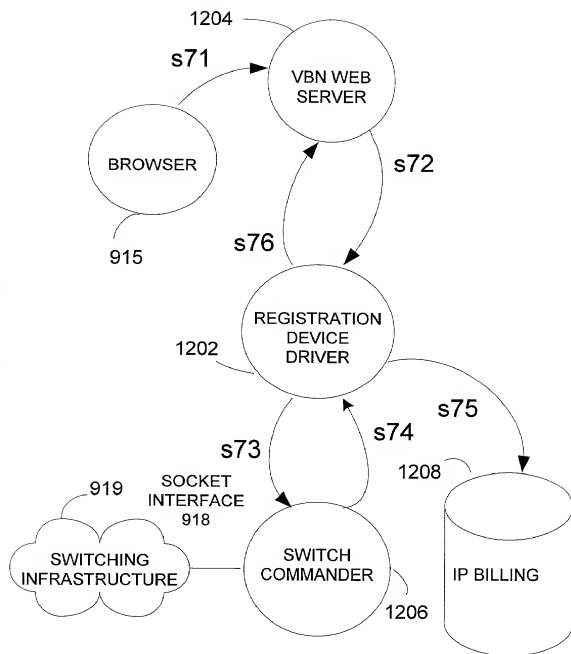 1204
s71
VBN WEB
SERVER
BROWSER
s72
915
s76
REGISTRATION
DEVICE
DRIVER
1202
s75
s73
s74
1208
919
SOCKET
INTERFACE
918
SWITCHING
INFRASTRUCTURE
SWITCH
COMMANDER
IP BILLING
1206